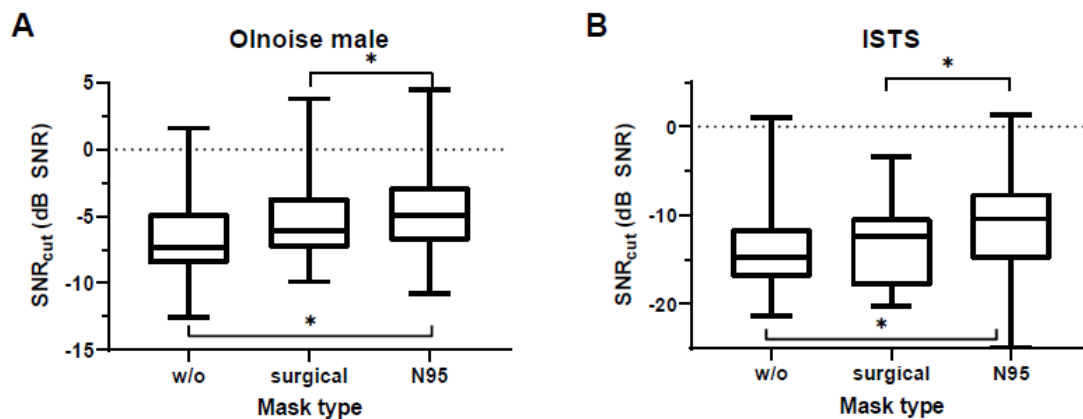 A
Olnoise male
*
5
0
-5
-10
-15
SNRcut (dB SNR)
*
w/o surgical N95
Mask type
B
ISTS
*
0
-10
-20
SNRcut (dB SNR)
*
w/o surgical N95
Mask type